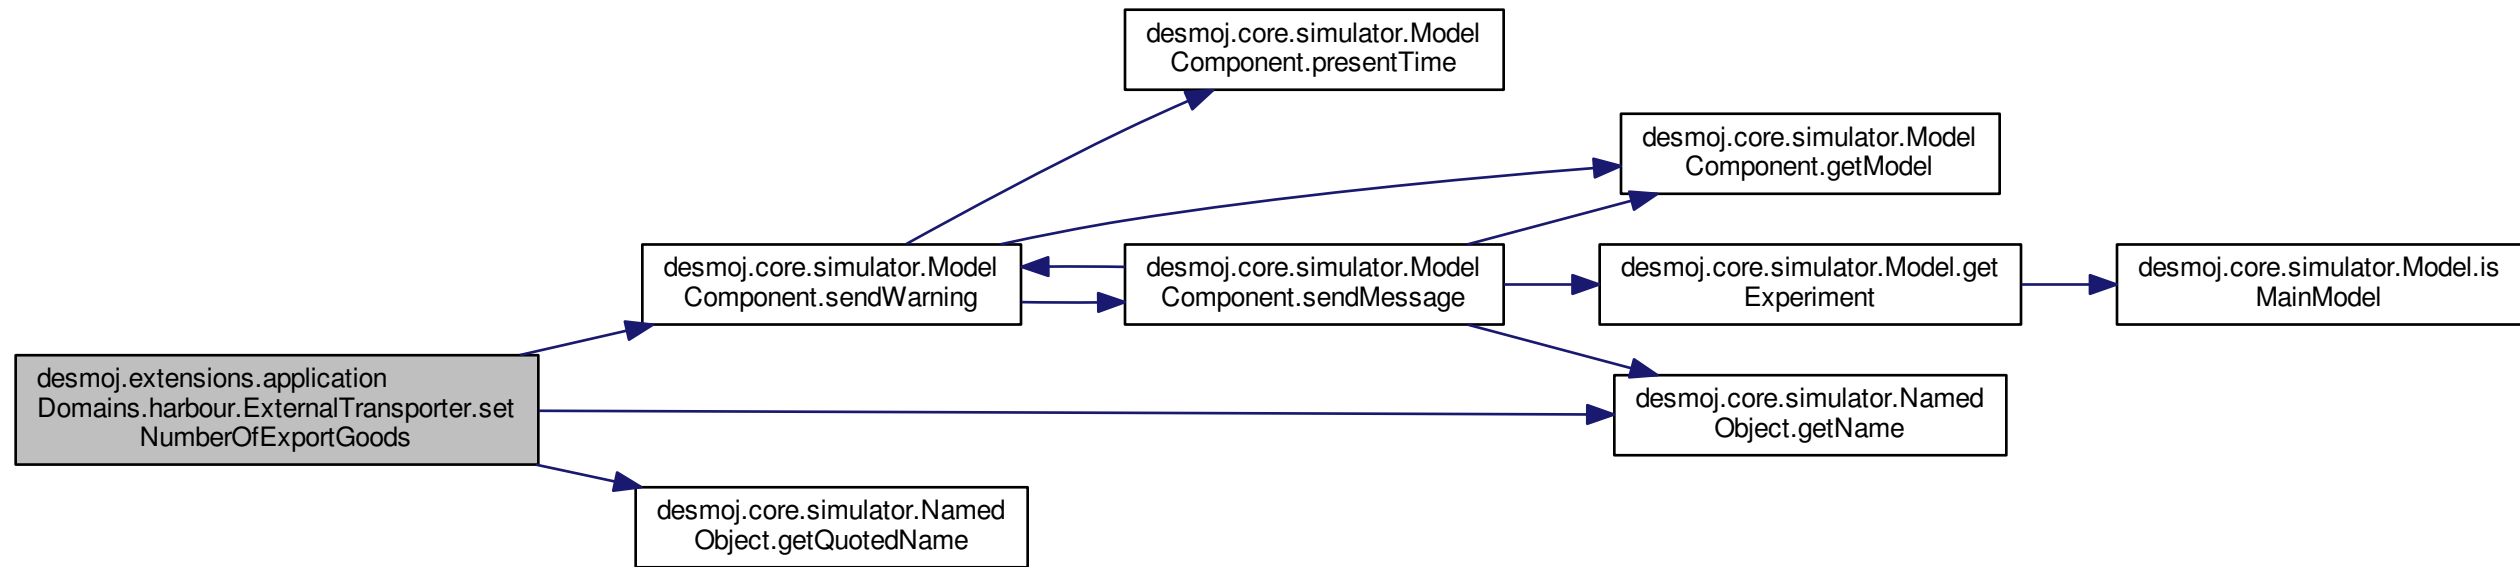 desmoj.core.simulator.Model
Component.presentTime
desmoj.core.simulator.Model
Component.getModel
desmoj.core.simulator.Model
Component.sendWarning
desmoj.core.simulator.Model
Component.sendMessage
desmoj.core.simulator.Model.get
Experiment
desmoj.core.simulator.Model.is
MainModel
desmoj.extensions.application
Domains.harbour.ExternalTransporter.set
NumberOfExportGoods
desmoj.core.simulator.Named
Object.getName
desmoj.core.simulator.Named
Object.getQuotedName